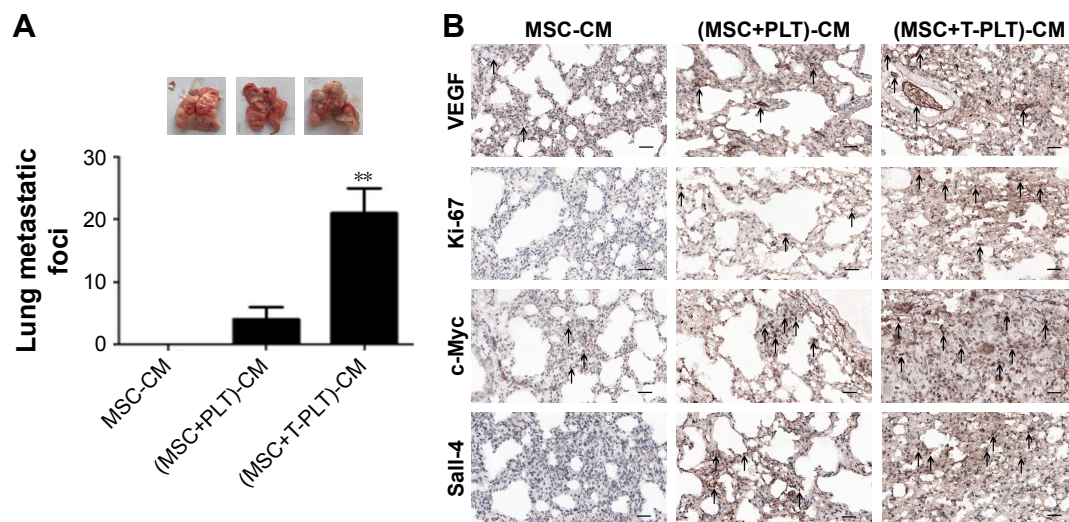 A
30
20
10
0
Lung metastatic
foci
**
MSC-CM
(MSC+PLT)-CM
(MSC+T-PLT)-CM
B
MSC-CM
(MSC+PLT)-CM
(MSC+T-PLT)-CM
VEGF
Ki-67
c-Myc
Sall-4